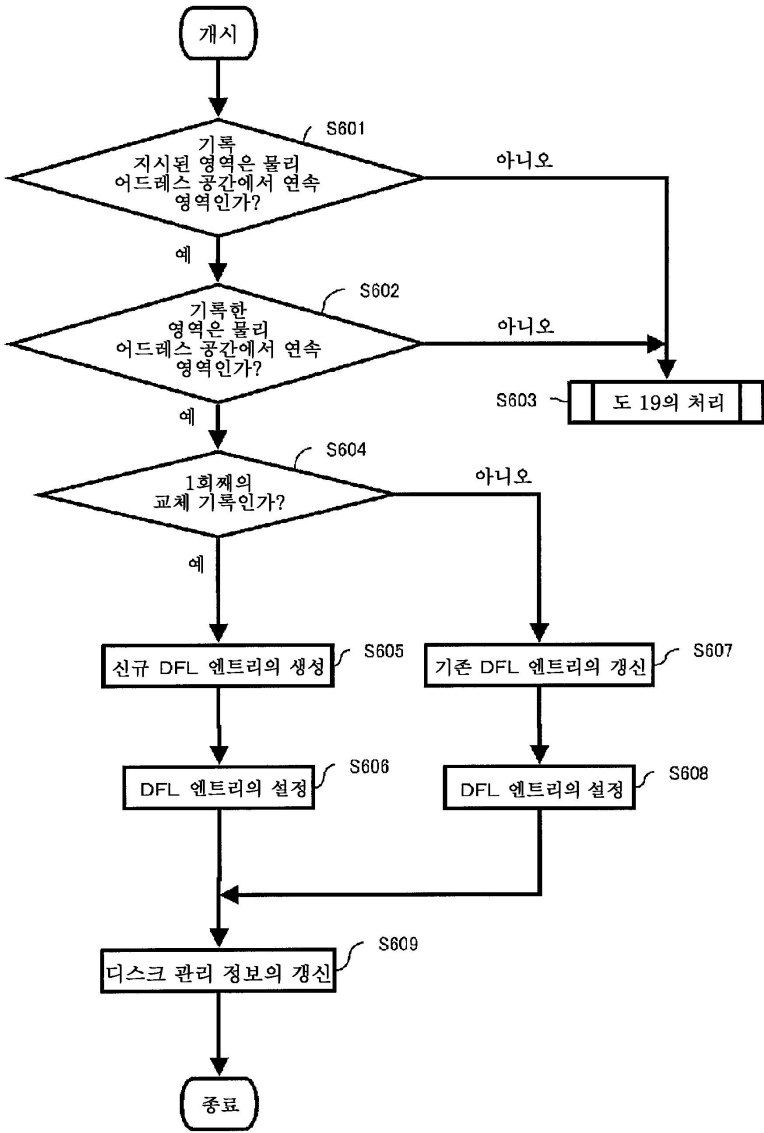 개시
S601
기록
지시된 영역은 물리
어드레스 공간에서 연속
영역인가?
아니오
예
S602
기록한
영역은 물리
어드레스 공간에서 연속
영역인가?
아니오
예
S603
도 19의 처리
S604
1회째의
교체 기록인가?
아니오
예
신규 DFL 엔트리의 생성
S605
기존 DFL 엔트리의 갱신
S607
DFL 엔트리의 설정
S606
DFL 엔트리의 설정
S608
디스크 관리 정보의 갱신
S609
종료